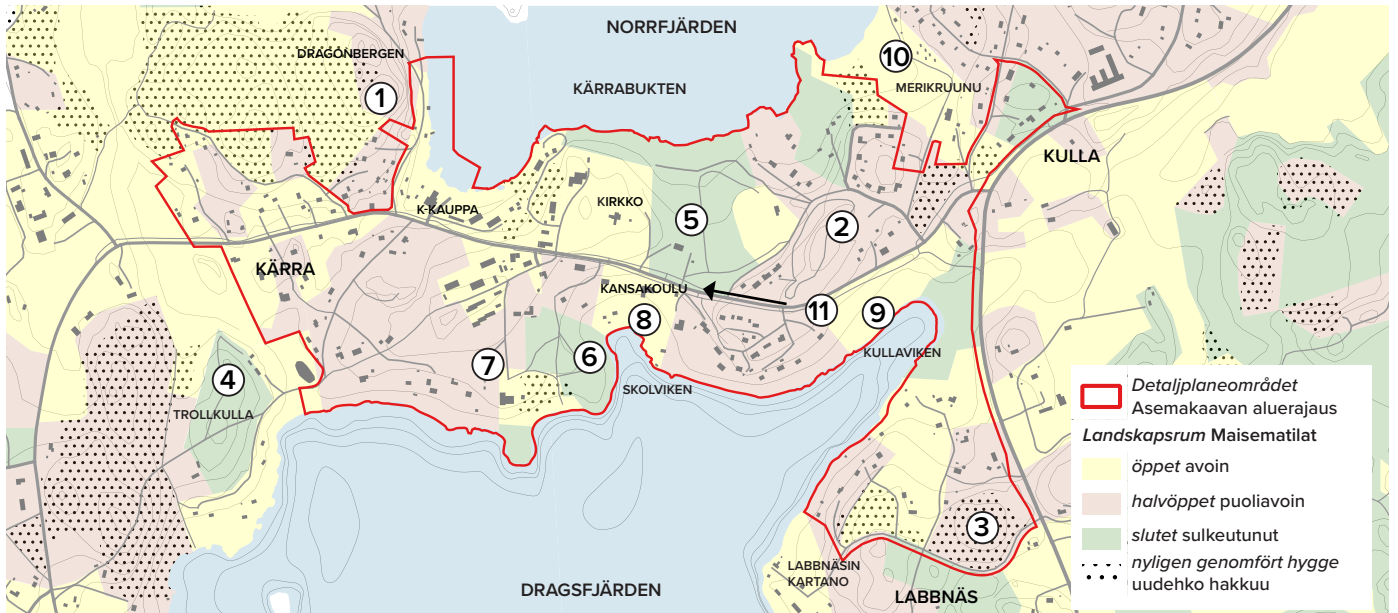 NORRFJÄRDEN
DRAGONBERGEN
10
1
KÄRRABUKTEN
MERIKRUUNU
KULLA
K-KAUPPA
KIRKKO
5
2
KÄRRA
KANSAKOULU
11
8
9
7
6
KULLAVIKEN
4
TROLLKULLA
SKOLVIKEN
3
LABBNÄSIN
KARTANO
DRAGSFJÄRDEN
LABBNÄS
Detaljplaneområdet
Asemakaavan aluerajaus
Landskapsrum Maisematilat
öppet avoin
halvöppet puoliavoin
slutet sulkeutunut
nyligen genomfört hygge
uudehko hakkuu